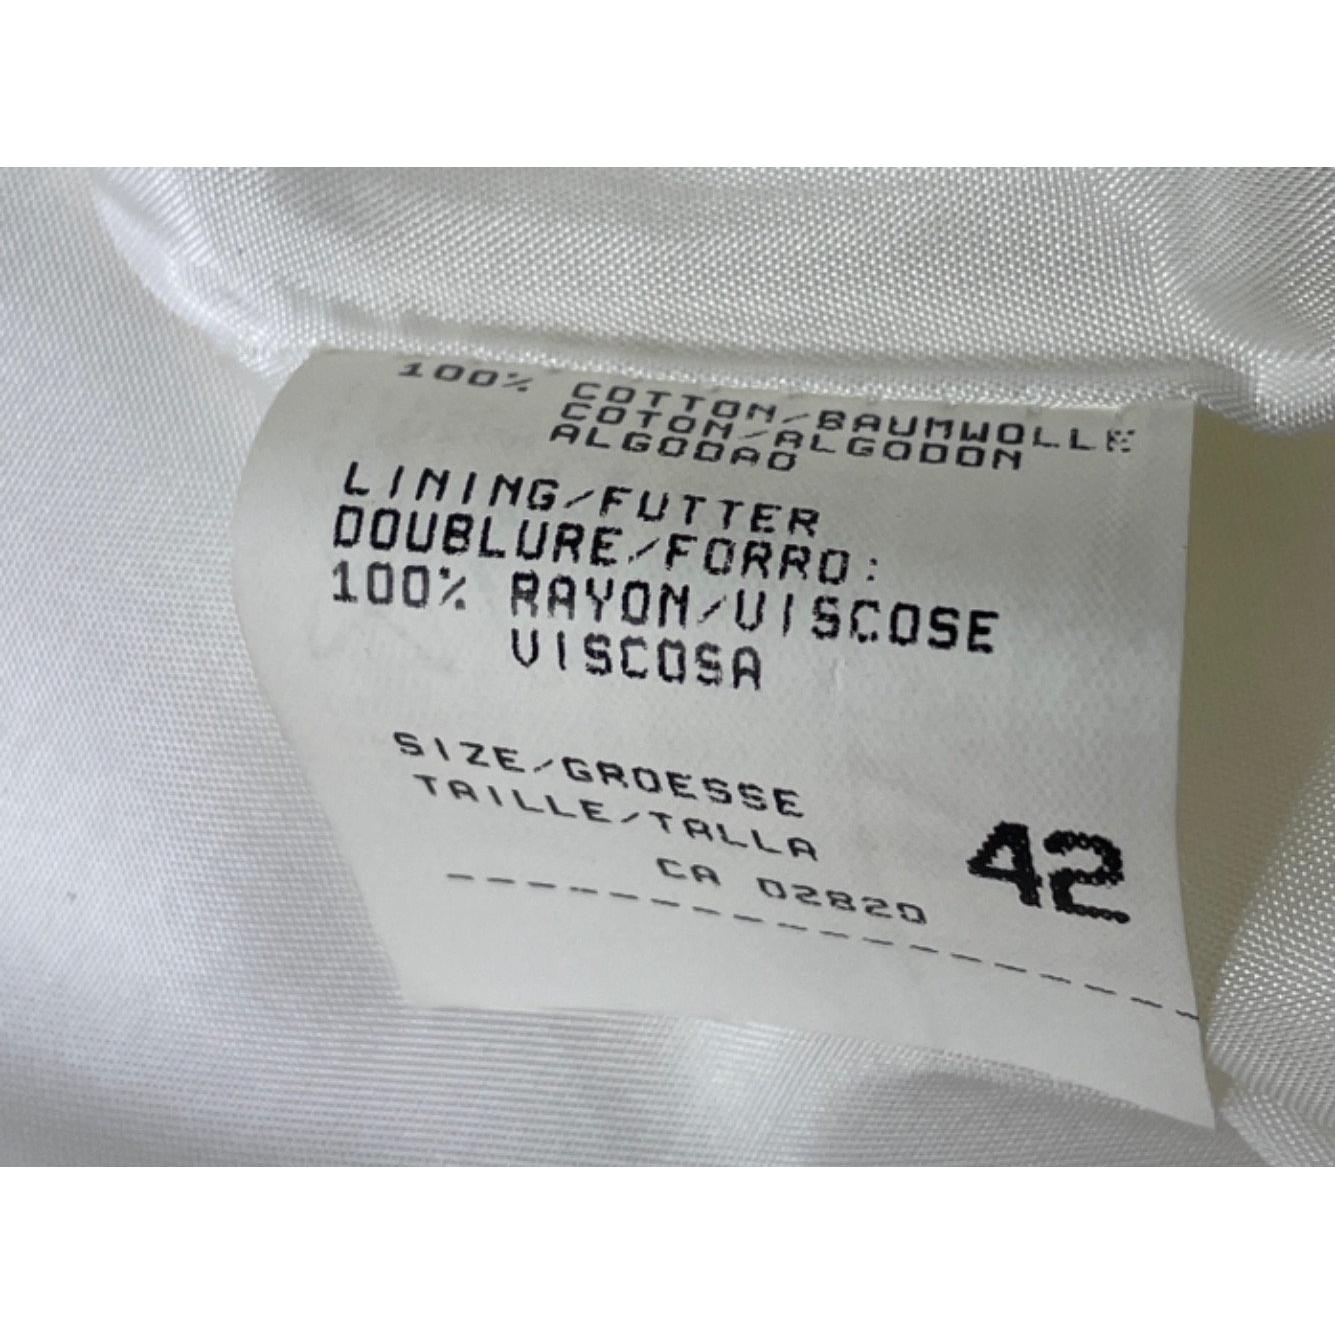 100% COTTON/BAUMWOLLE
COTON/ALGODON
ALGODAO
LINING/FUTTER
DOUBLURE/FORRO:
100% RAYON/VISCOSE
VISCOSA
SIZE/GROESSE
TAILLE/TALLA 42
CA 02820